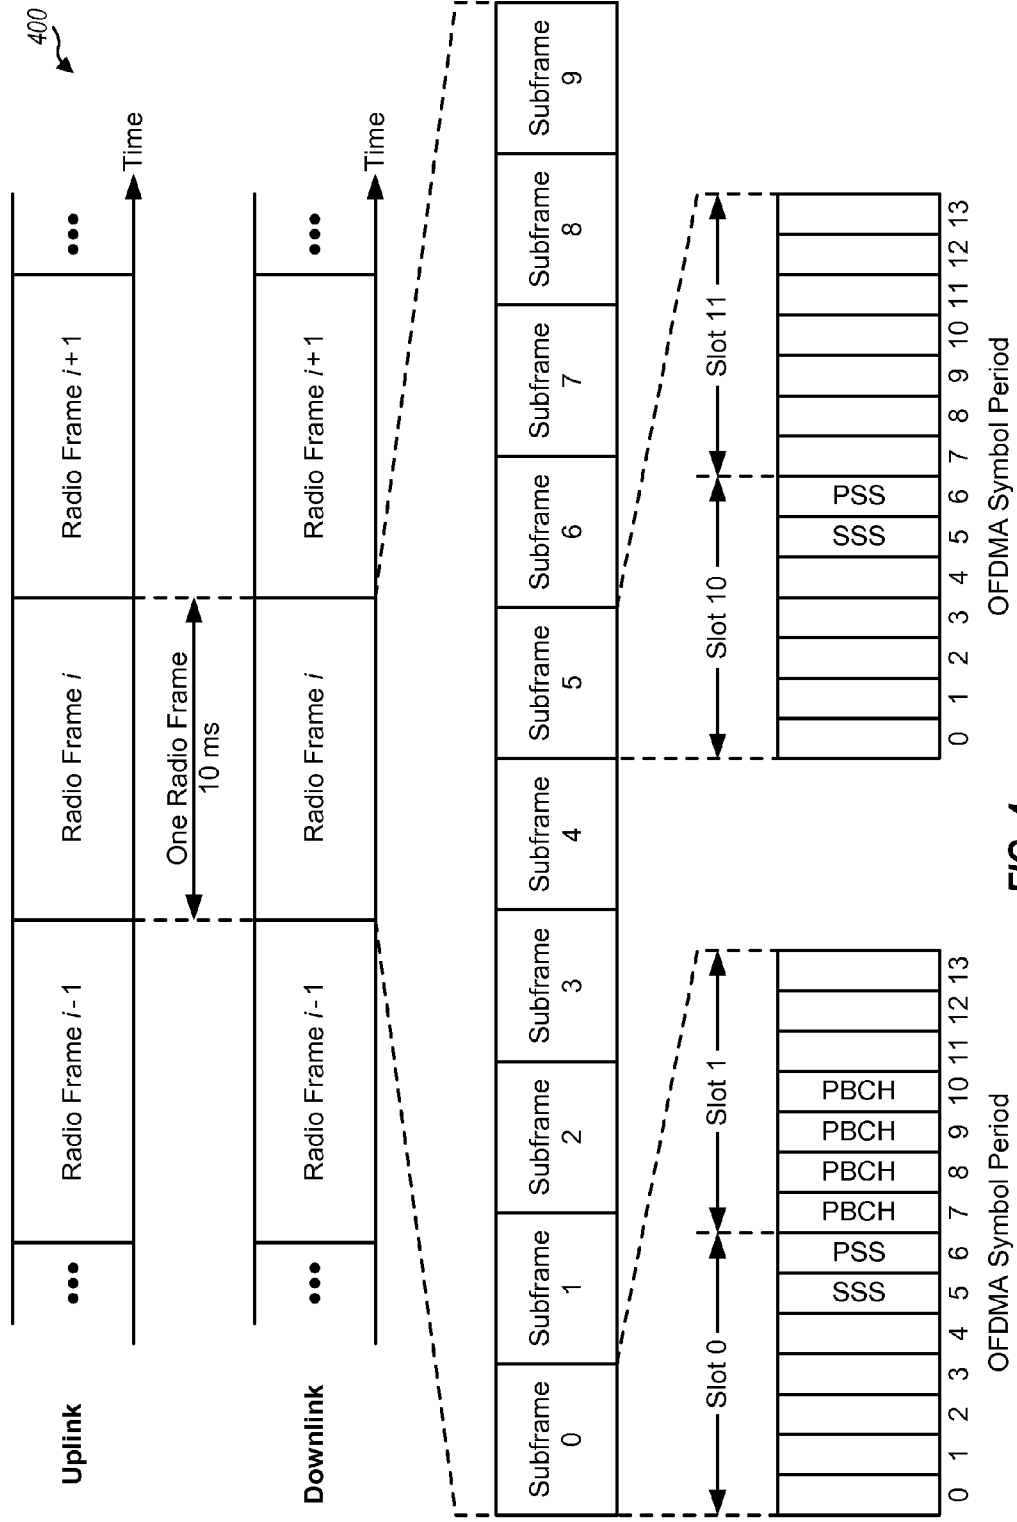 400
Uplink
Radio Frame i - 1
Radio Frame i
Radio Frame i + 1
Time
One Radio Frame
10 ms
Downlink
Radio Frame i - 1
Radio Frame i
Radio Frame i + 1
Time
Subframe
0
Subframe
1
Subframe
2
Subframe
3
Subframe
4
Subframe
5
Subframe
6
Subframe
7
Subframe
8
Subframe
9
Slot 0
Slot 1
SSS
PSS
PBCH
PBCH
PBCH
PBCH
0 1 2 3 4 5 6 7 8 9 10 11 12 13
OFDMA Symbol Period
Slot 10
Slot 11
SSS
PSS
0 1 2 3 4 5 6 7 8 9 10 11 12 13
OFDMA Symbol Period